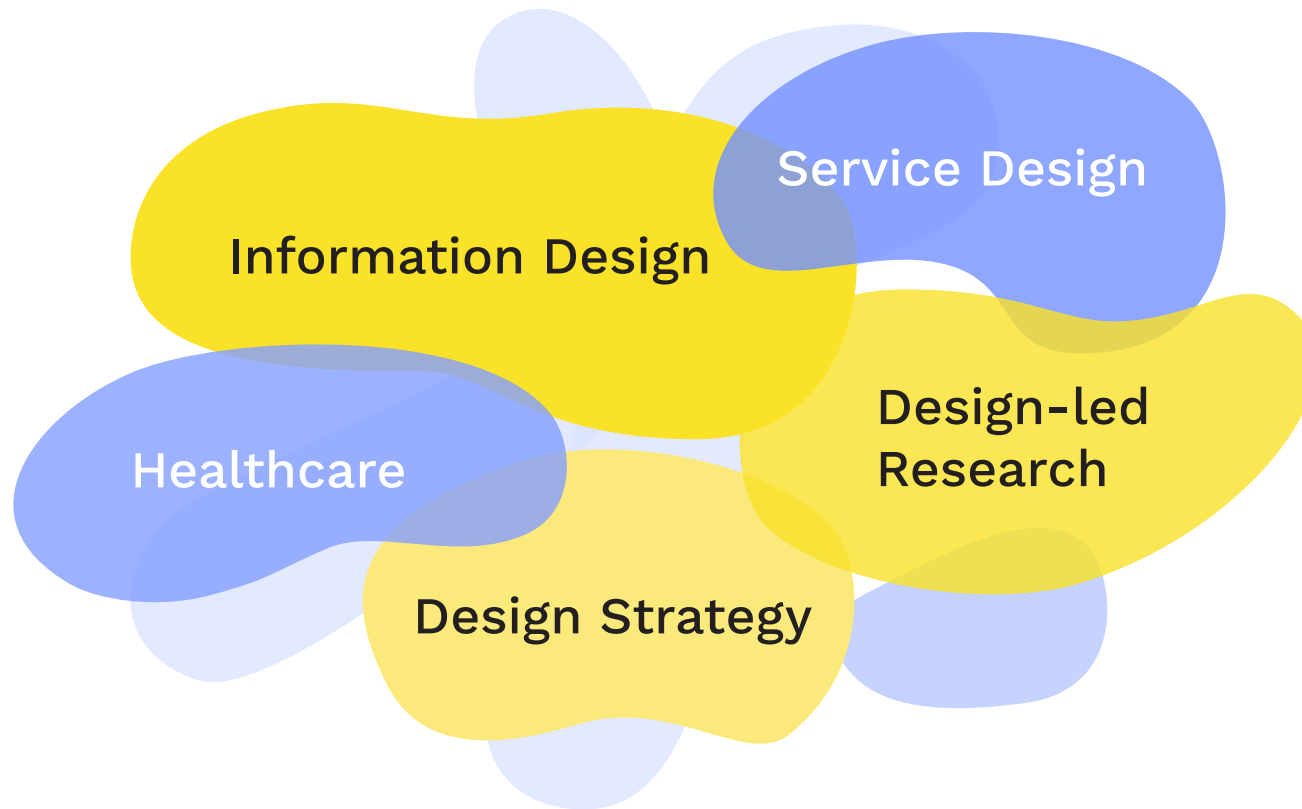 Service Design
Information Design
Design-led
Research
Healthcare
Design Strategy